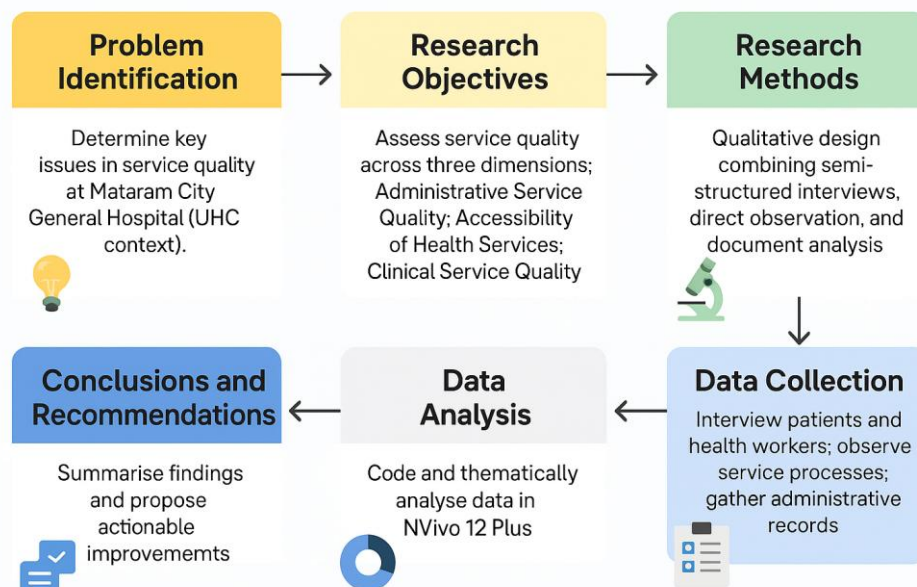 Problem
Identification
Determine key
issues in service quality
at Mataram City
General Hospital (UHC
context).
Research
Objectives
Assess service quality
across three dimensions;
Administrative Service
Quality; Accessibility
of Health Services;
Clinical Service Quality
Research
Methods
Qualitative design
combining semi-
structured interviews,
direct observation, and
document analysis
Data Collection
Interview patients and
health workers; observe
service processes;
gather administrative
records
Data
Analysis
Code and thematically
analyse data in
NVivo 12 Plus
Conclusions and
Recommendations
Summarise findings
and propose
actionable
improvememts